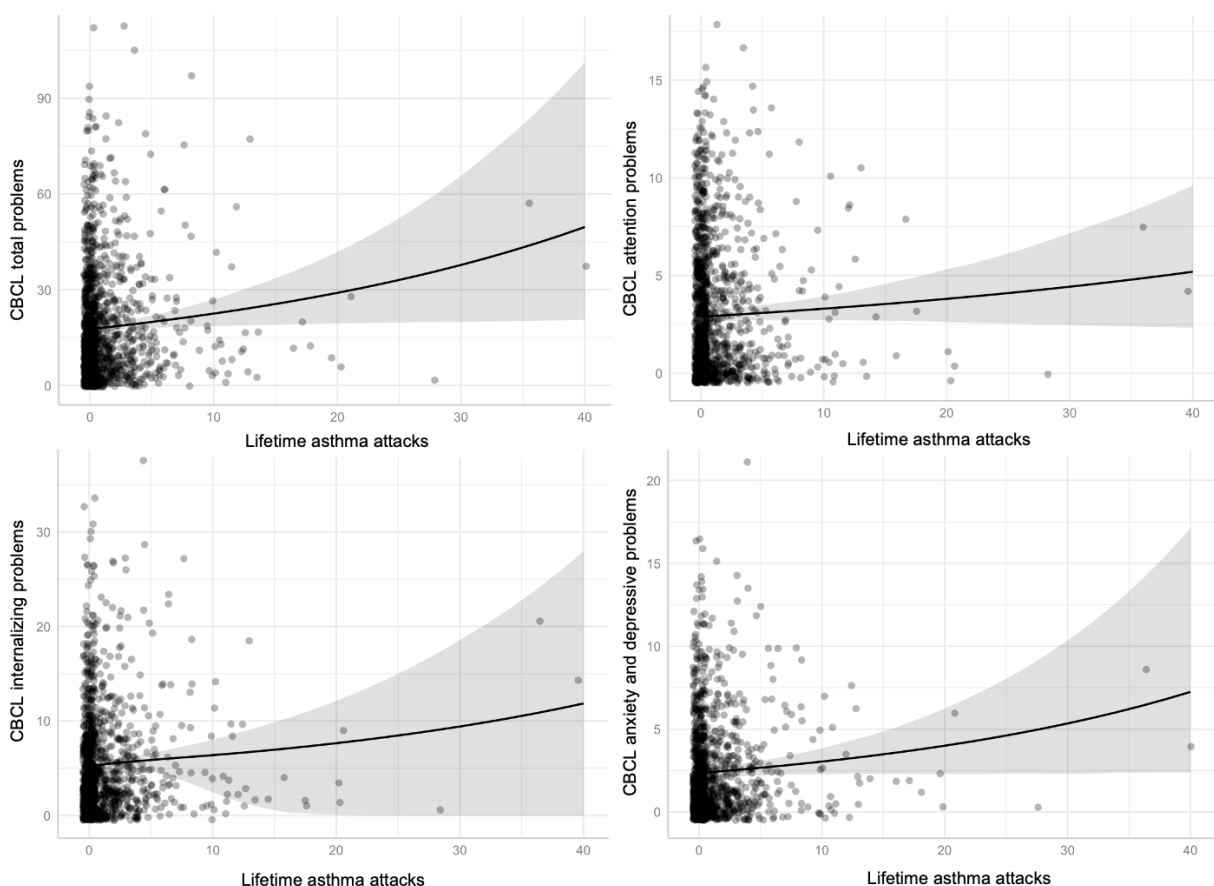 CBCL total problems
90
60
30
0
0 10 20 30 40
Lifetime asthma attacks
CBCL attention problems
15
10
5
0
0 10 20 30 40
Lifetime asthma attacks
CBCL internalizing problems
30
20
10
0
0 10 20 30 40
Lifetime asthma attacks
CBCL anxiety and depressive problems
20
15
10
5
0
0 10 20 30 40
Lifetime asthma attacks